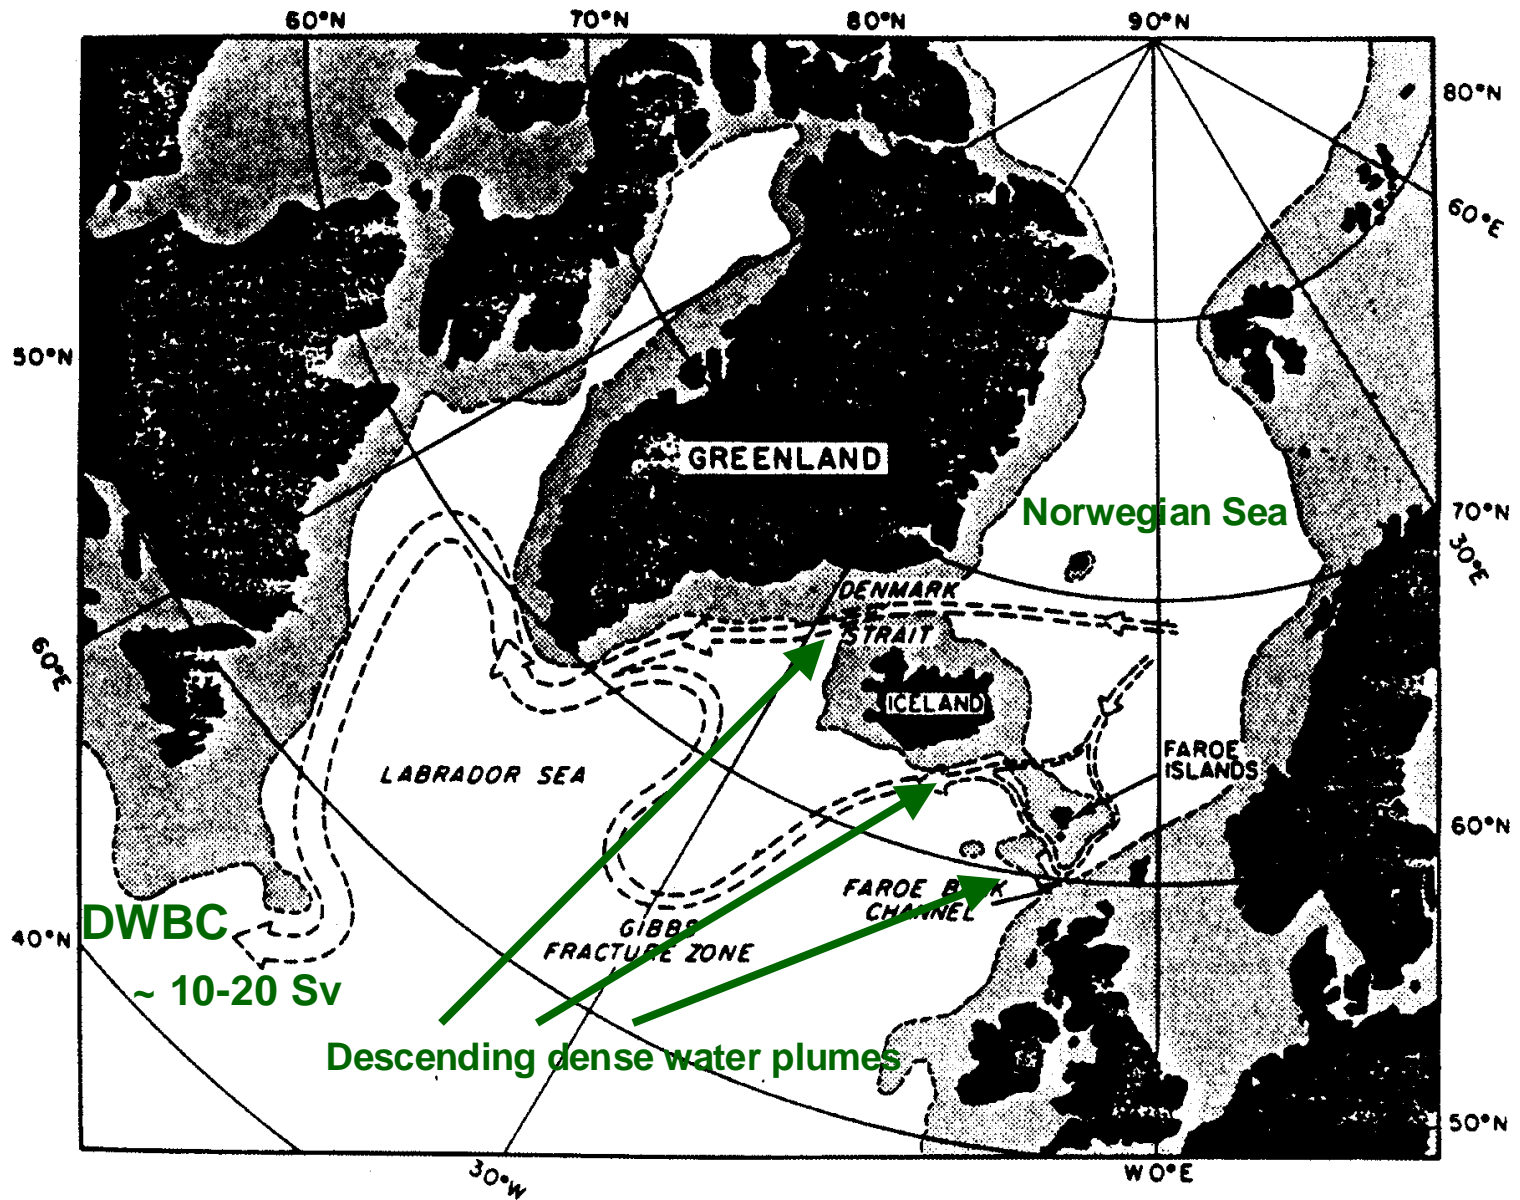 60°N 70°N 80°N 90°N
80°N
60°E
50°N
GREENLAND
Norwegian Sea
70°N
30°E
DENMARK
STRAIT
60°E
ICELAND
FAROE
ISLANDS
LABRADOR SEA
60°N
FAROE BANK
CHANNEL
DWBC
GIBBS
FRACTURE ZONE
40°N
~ 10-20 Sv
Descending dense water plumes
50°N
30°W
W0°E